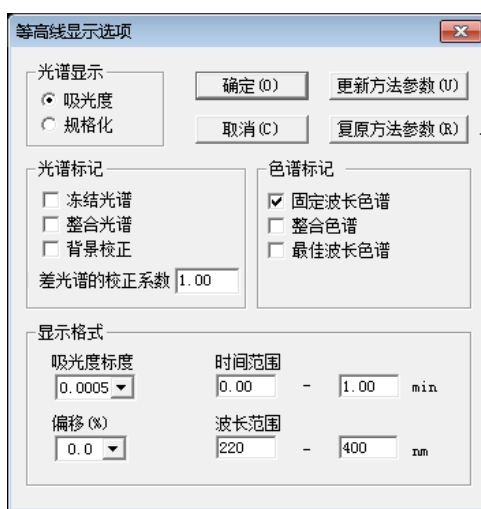 等高线显示选项
光谱显示
吸光度
规格化
确定(O)
更新方法参数(U)
取消(C)
复原方法参数(R)
光谱标记
冻结光谱
整合光谱
背景校正
差光谱的校正系数 1.00
色谱标记
固定波长色谱
整合色谱
最佳波长色谱
显示格式
吸光度标度
0.0005
时间范围
0.00 - 1.00 min
偏移(%)
0.0
波长范围
220 - 400 nm